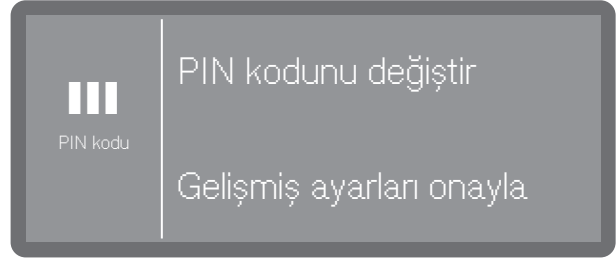 PIN kodu
PIN kodunu değiştir
Gelişmiş ayarları onayla